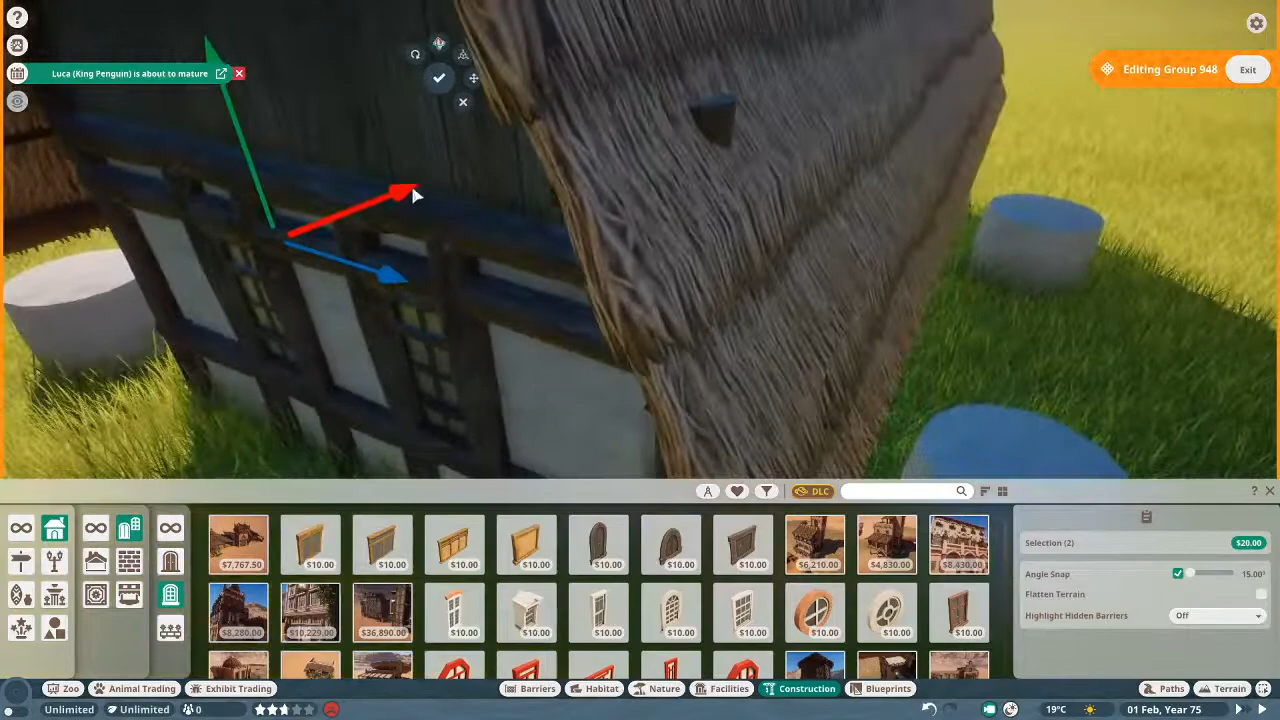 Luca (King Penguin) is about to mature
Editing Group 948
Exit
DLC
$7,767.50 $10.00 $10.00 $10.00 $10.00 $10.00 $10.00 $10.00 $6,210.00 $4,830.00 $8,430.00
$8,280.00 $10,229.00 $36,890.00 $10.00 $10.00 $10.00 $10.00 $10.00 $10.00 $10.00 $10.00
Selection (2) $20.00
Angle Snap 15.00°
Flatten Terrain
Highlight Hidden Barriers Off
Zoo Animal Trading Exhibit Trading Barriers Habitat Nature Facilities Construction Blueprints Paths Terrain
Unlimited Unlimited 0 19°C 01 Feb, Year 75